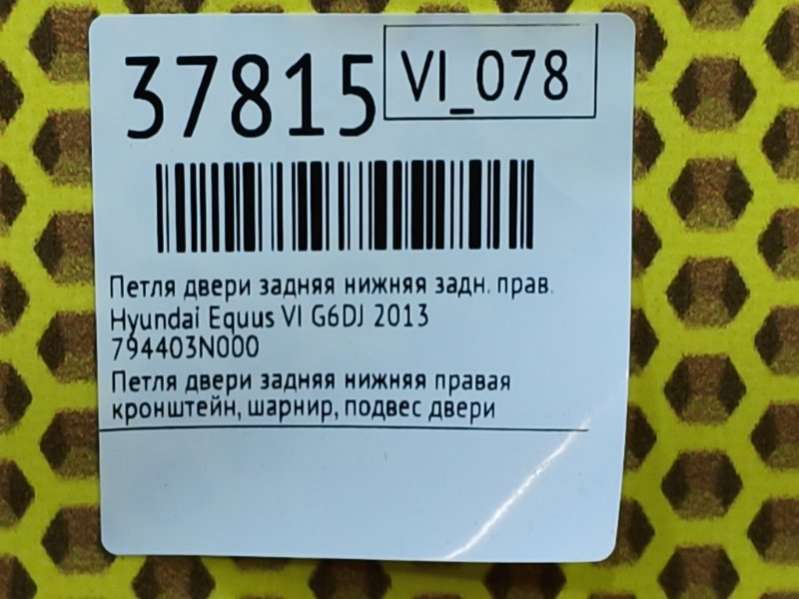 37815
VI_078
Петля двери задняя нижняя задн. прав.
Hyundai Equus VI G6DJ 2013
794403N000
Петля двери задняя нижняя правая
кронштейн, шарнир, подвес двери